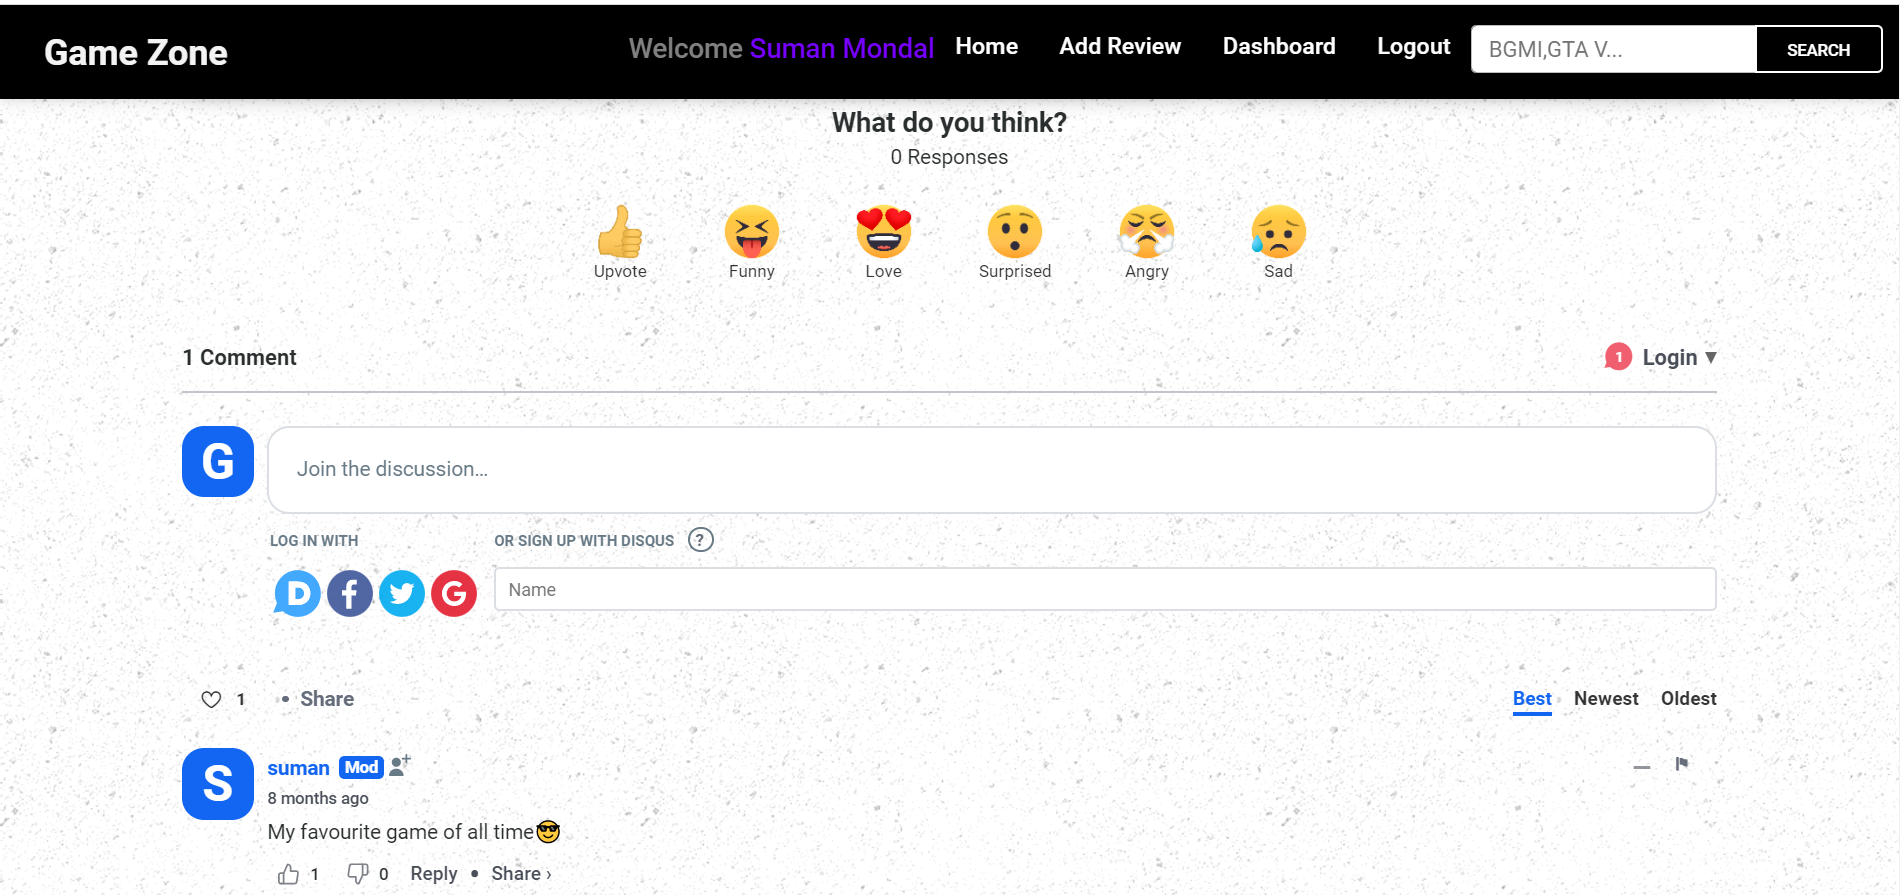 Game Zone
Welcome Suman Mondal Home Add Review Dashboard Logout BGMI,GTA V... SEARCH
What do you think?
0 Responses
Upvote Funny Love Surprised Angry Sad
1 Comment 1 Login ▼
G Join the discussion…
LOG IN WITH OR SIGN UP WITH DISQUS ?
D f G Name
1 • Share Best Newest Oldest
S suman Mod
8 months ago
My favourite game of all time😎
1 0 Reply • Share ›